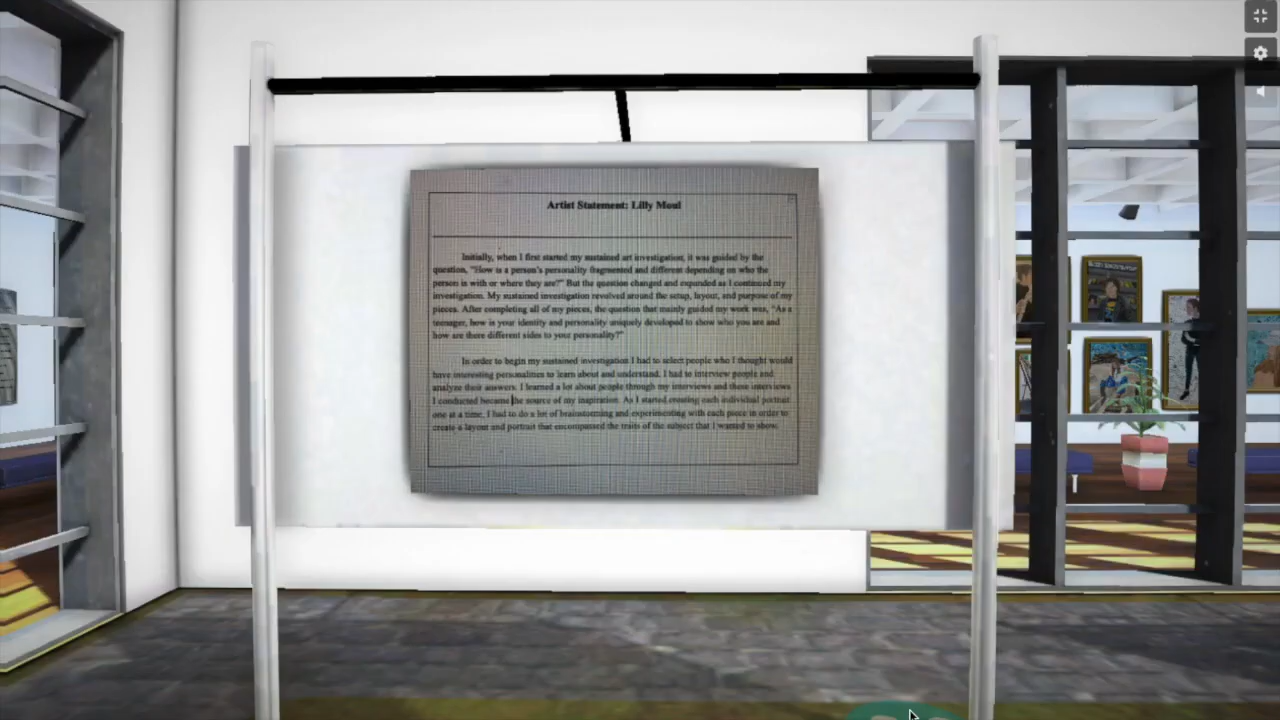 Artist Statement: Lilly Moul
Initially, when I first started my sustained art investigation, it was guided by the
question, "How is a person's personality fragmented and different depending on who the
person is with or where they are?" But the question changed and expanded as I continued my
investigation. My sustained investigation revolved around the setup, layout, and purpose of my
pieces. After completing all of my pieces, the question that mainly guided my work was, "As a
teenager, how is your identity and personality uniquely developed to show who you are and
how are there different sides to your personality?"
In order to begin my sustained investigation I had to select people who I thought would
have interesting personalities to learn about and understand. I had to interview people and
analyze their answers. I learned a lot about people through my interviews and those interviews
I conducted became the source of my inspiration. As I started creating each individual portrait
one at a time, I had to do a lot of brainstorming and experimenting with each piece in order to
create a layout and portrait that encompassed the traits of the subject that I wanted to show.